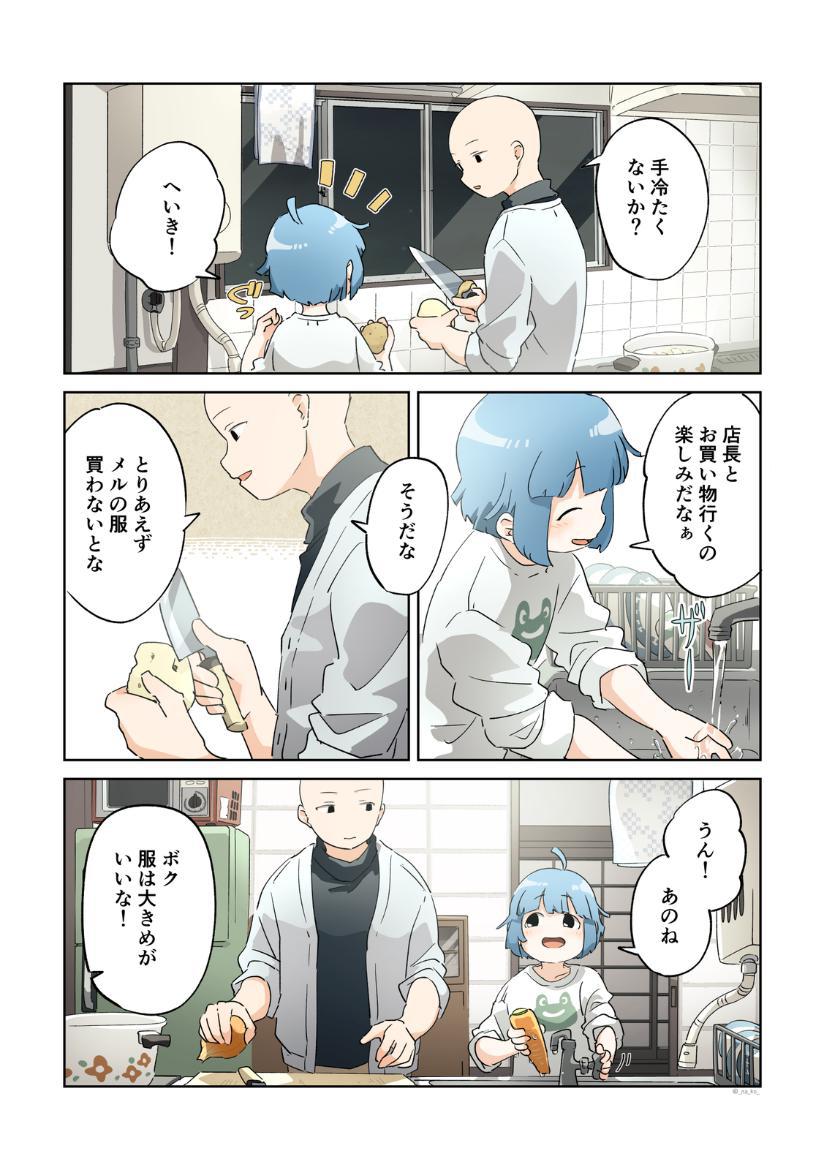 手冷たく
ないか?
へいき!
店長と
お買い物行くの
楽しみだなぁ
ザー
そうだな
とりあえず
メルの服
買わないとな
うん!
あのね
ボク
服は大きめが
いいな!
@_na_ko_